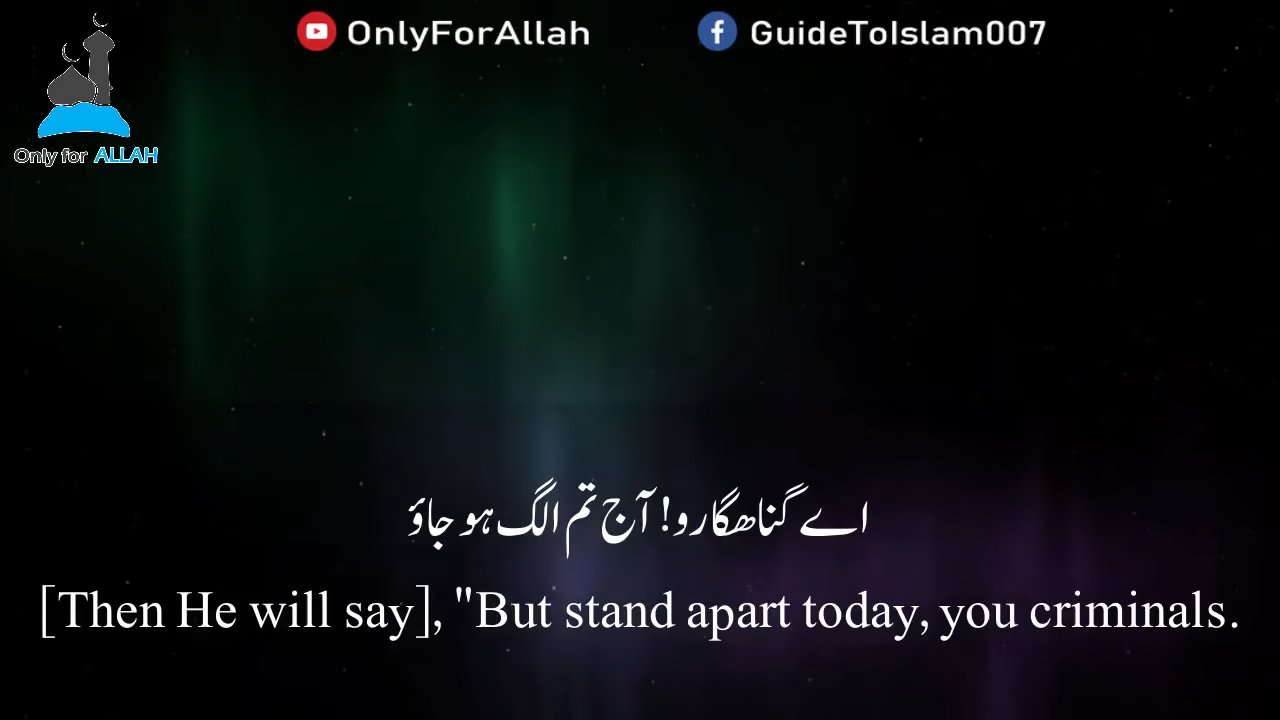 OnlyForAllah
GuideToIslam007
Only for ALLAH
اے گناھگارو! آج تم الگ ہو جاؤ
[Then He will say], "But stand apart today, you criminals.